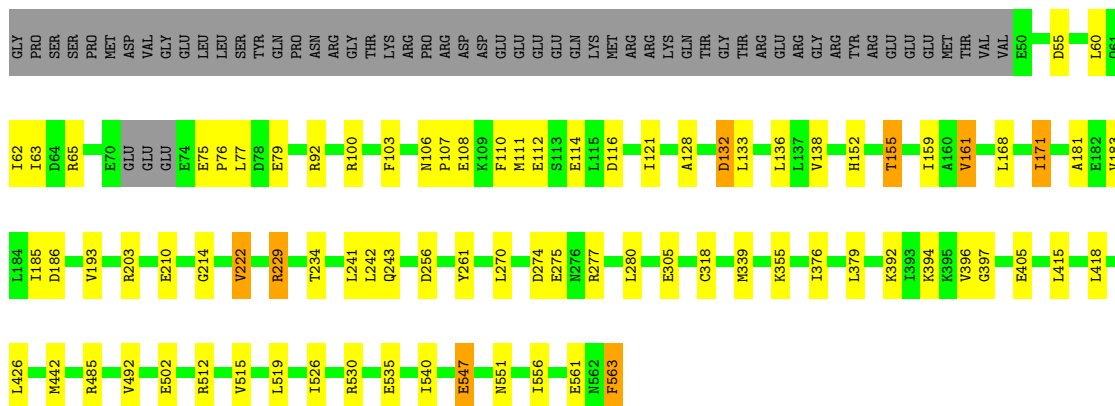 GLY PRO SER SER PRO MET ASP VAL GLY GLU LEU LEU SER TYR GLN PRO ASN ARG GLY THR LYS ARG PRO ARG ASP ASP GLU GLU GLU GLU GLN LYS MET ARG ARG LYS GLN THR GLY THR ARG GLU ARG GLY ARG TYR ARG GLU GLU GLU MET THR VAL VAL E50 D55 L60 P61
I62 I63 D64 R65 E70 GLU GLU GLU E74 E75 P76 L77 D78 E79 R92 R100 F103 N106 P107 E108 K109 F110 M111 E112 S113 E114 L115 D116 I121 A128 D132 L133 L136 L137 V138 H152 T155 I159 A160 V161 L168 I171 A181 E182 V183
L184 I185 D186 V193 R203 E210 G214 V222 R229 T234 L241 L242 Q243 D256 Y261 L270 D274 E275 N276 R277 L280 E305 C318 M339 K355 I376 L379 K392 I393 K394 K395 V396 G397 E405 L415 L418
L426 M442 R485 V492 E502 R512 V515 L519 I526 R530 E535 I540 E547 N551 I556 E561 N562 F563